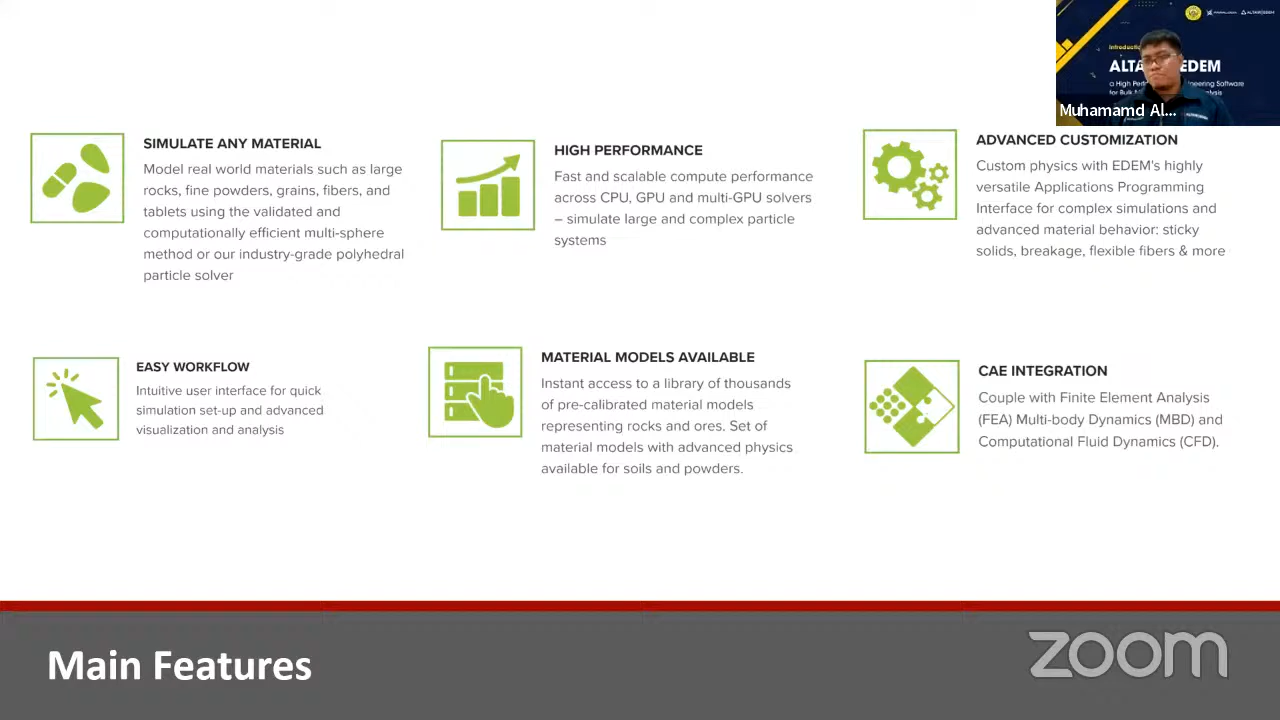 SIMULATE ANY MATERIAL
Model real world materials such as large
rocks, fine powders, grains, fibers, and
tablets using the validated and
computationally efficient multi-sphere
method or our industry-grade polyhedral
particle solver
HIGH PERFORMANCE
Fast and scalable compute performance
across CPU, GPU and multi-GPU solvers
– simulate large and complex particle
systems
Muhamamd Al...
ADVANCED CUSTOMIZATION
Custom physics with EDEM's highly
versatile Applications Programming
Interface for complex simulations and
advanced material behavior: sticky
solids, breakage, flexible fibers & more
EASY WORKFLOW
Intuitive user interface for quick
simulation set-up and advanced
visualization and analysis
MATERIAL MODELS AVAILABLE
Instant access to a library of thousands
of pre-calibrated material models
representing rocks and ores. Set of
material models with advanced physics
available for soils and powders.
CAE INTEGRATION
Couple with Finite Element Analysis
(FEA) Multi-body Dynamics (MBD) and
Computational Fluid Dynamics (CFD).
Main Features
zoom